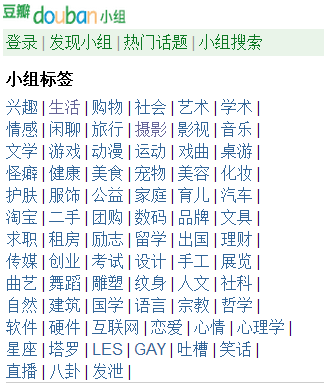 豆瓣douban小组
登录 | 发现小组 | 热门话题 | 小组搜索
小组标签
兴趣 | 生活 | 购物 | 社会 | 艺术 | 学术 |
情感 | 闲聊 | 旅行 | 摄影 | 影视 | 音乐 |
文学 | 游戏 | 动漫 | 运动 | 戏曲 | 桌游 |
怪癖 | 健康 | 美食 | 宠物 | 美容 | 化妆 |
护肤 | 服饰 | 公益 | 家庭 | 育儿 | 汽车 |
淘宝 | 二手 | 团购 | 数码 | 品牌 | 文具 |
求职 | 租房 | 励志 | 留学 | 出国 | 理财 |
传媒 | 创业 | 考试 | 设计 | 手工 | 展览 |
曲艺 | 舞蹈 | 雕塑 | 纹身 | 人文 | 社科 |
自然 | 建筑 | 国学 | 语言 | 宗教 | 哲学 |
软件 | 硬件 | 互联网 | 恋爱 | 心情 | 心理学 |
星座 | 塔罗 | LES | GAY | 吐槽 | 笑话 |
直播 | 八卦 | 发泄 |